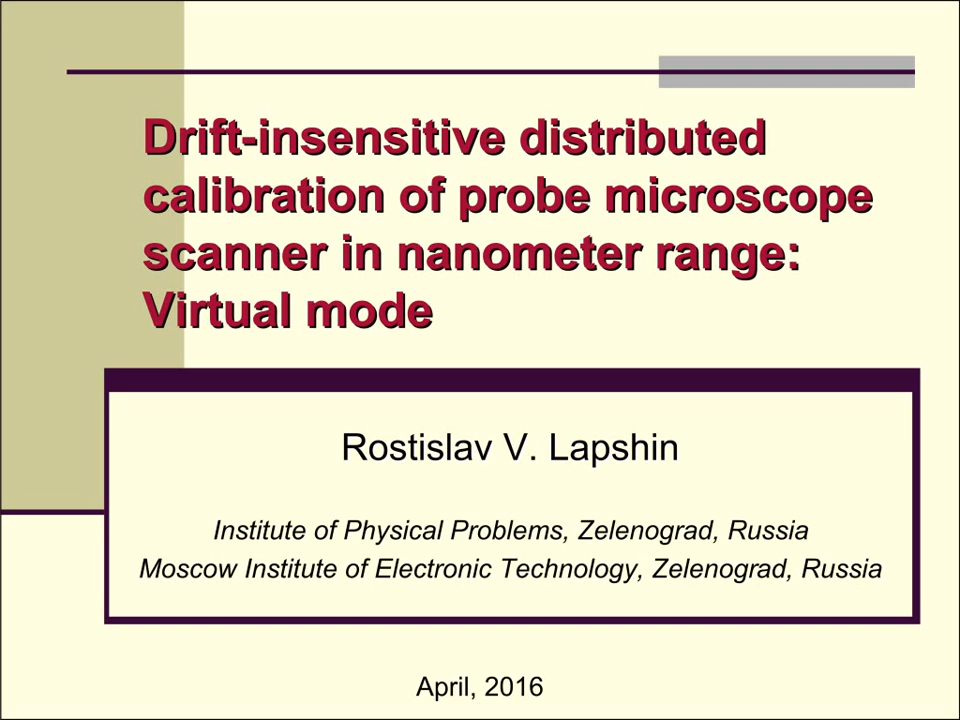 Drift-insensitive distributed
calibration of probe microscope
scanner in nanometer range:
Virtual mode
Rostislav V. Lapshin
Institute of Physical Problems, Zelenograd, Russia
Moscow Institute of Electronic Technology, Zelenograd, Russia
April, 2016